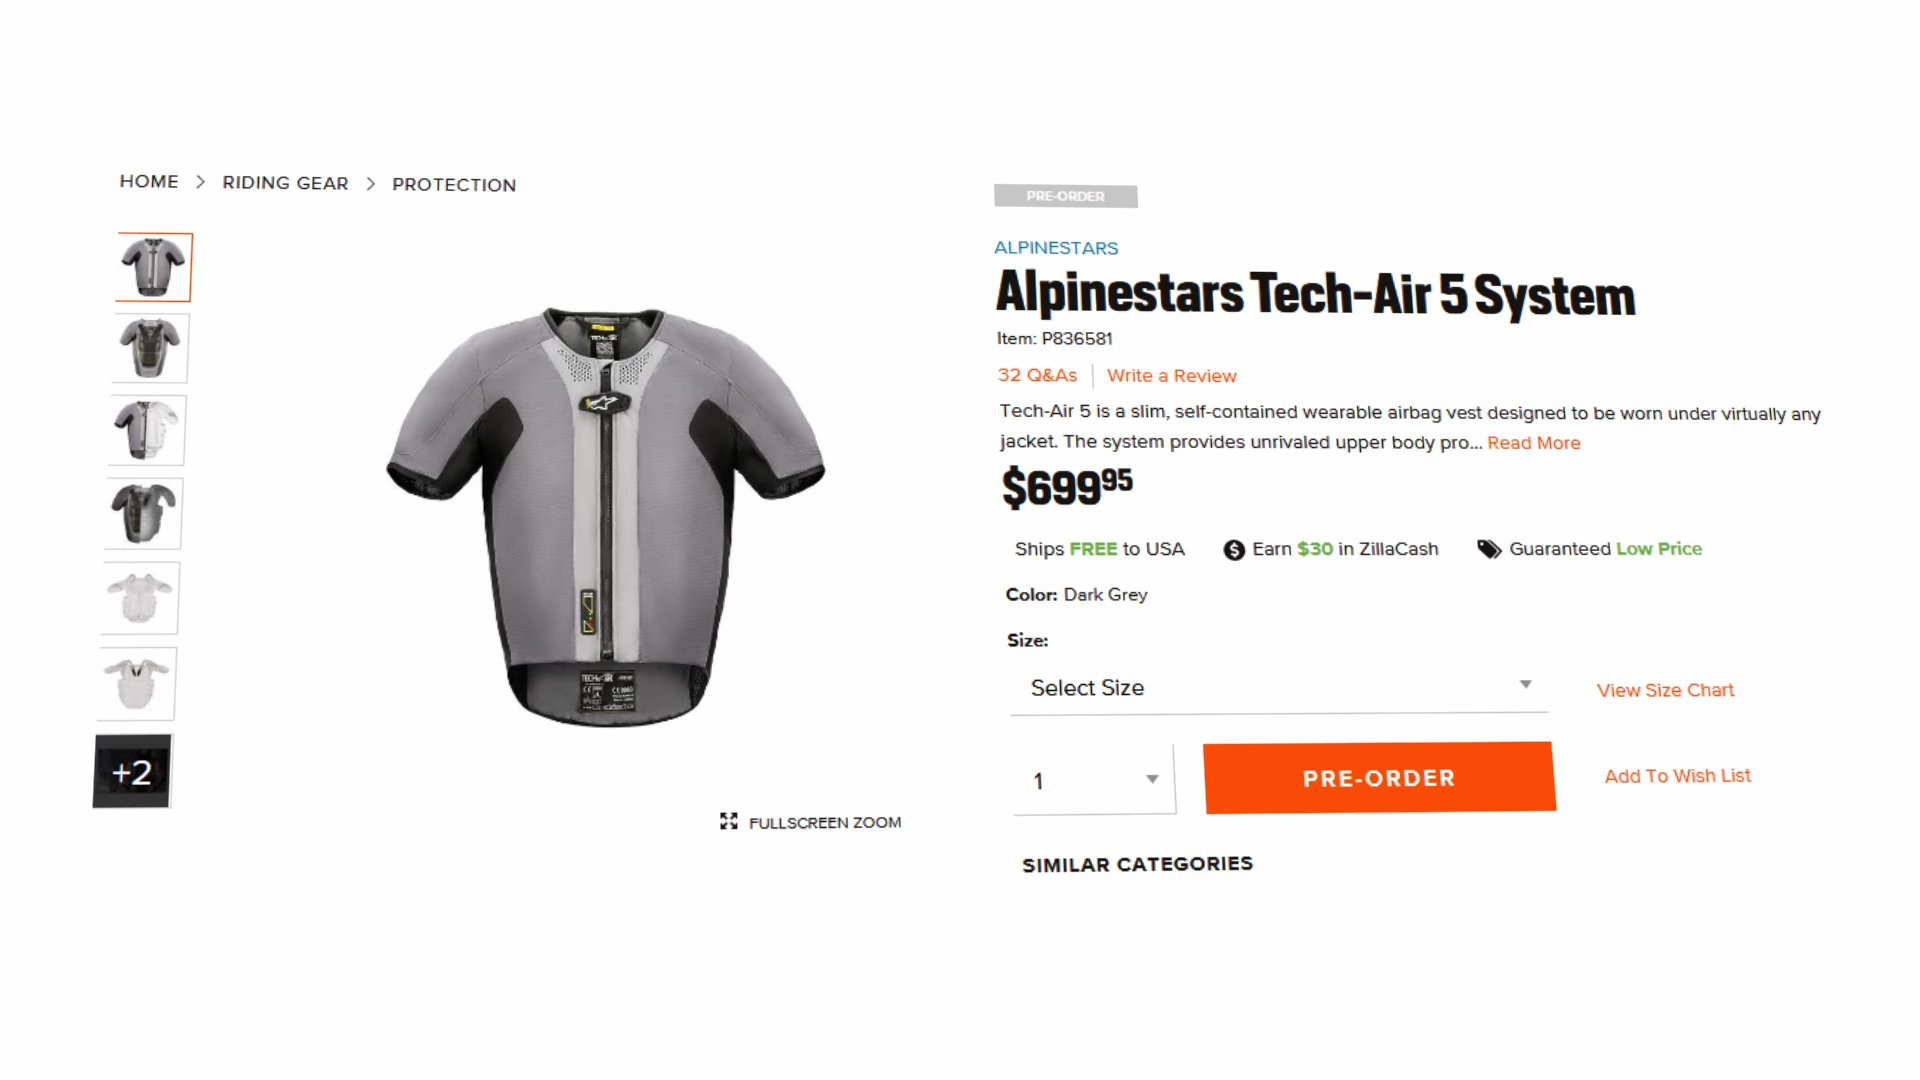 HOME > RIDING GEAR > PROTECTION
+2
TECH-AIR
FULLSCREEN ZOOM
PRE-ORDER
ALPINESTARS
Alpinestars Tech-Air 5 System
Item: P836581
32 Q&As | Write a Review
Tech-Air 5 is a slim, self-contained wearable airbag vest designed to be worn under virtually any
jacket. The system provides unrivaled upper body pro... Read More
$699.95
Ships FREE to USA Earn $30 in ZillaCash Guaranteed Low Price
Color: Dark Grey
Size:
Select Size View Size Chart
1 PRE-ORDER Add To Wish List
SIMILAR CATEGORIES